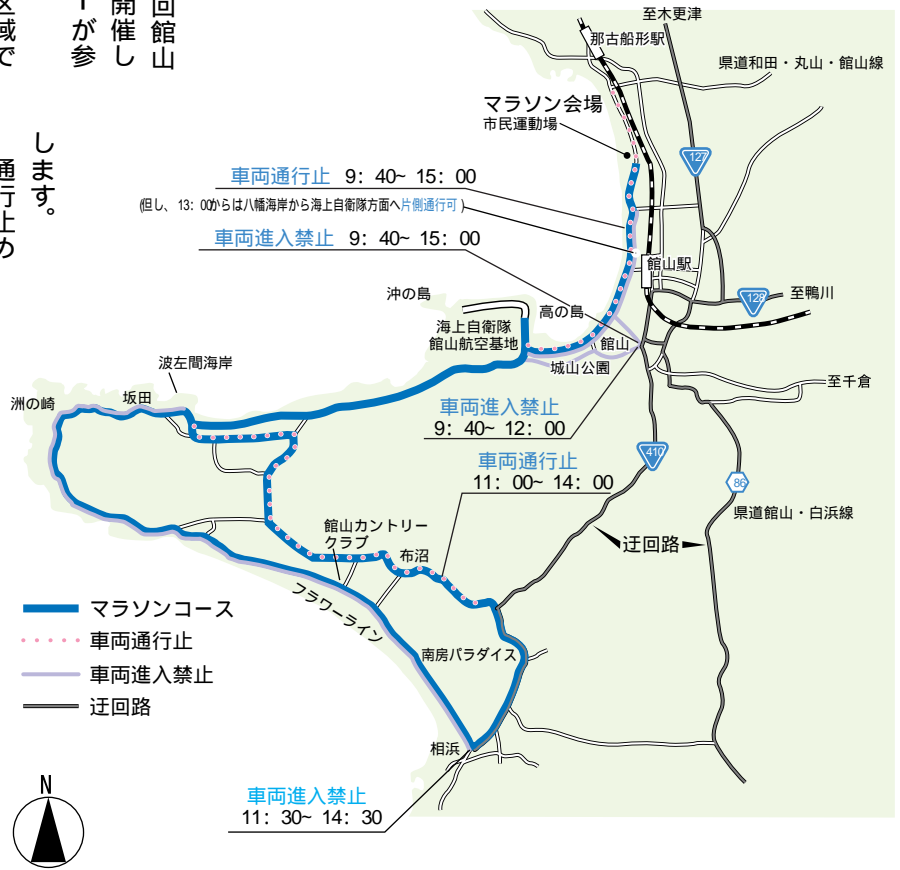 回館山
開催し
ーが参
区域で
します。
通行止め
至木更津
那古船形駅
県道和田・丸山・館山線
マラソン会場
市民運動場
127
車両通行止 9:40~15:00
(但し、13:00からは八幡海岸から海上自衛隊方面へ片側通行可)
車両進入禁止 9:40~15:00
館山駅
128
至鴨川
沖の島
高の島
海上自衛隊
館山航空基地
館山
城山公園
波左間海岸
至千倉
洲の崎
坂田
車両進入禁止
9:40~12:00
410
車両通行止
11:00~14:00
86
県道館山・白浜線
館山カントリー
クラブ
布沼
迂回路
フラワーライン
マラソンコース
車両通行止
車両進入禁止
迂回路
南房パラダイス
相浜
N
車両進入禁止
11:30~14:30